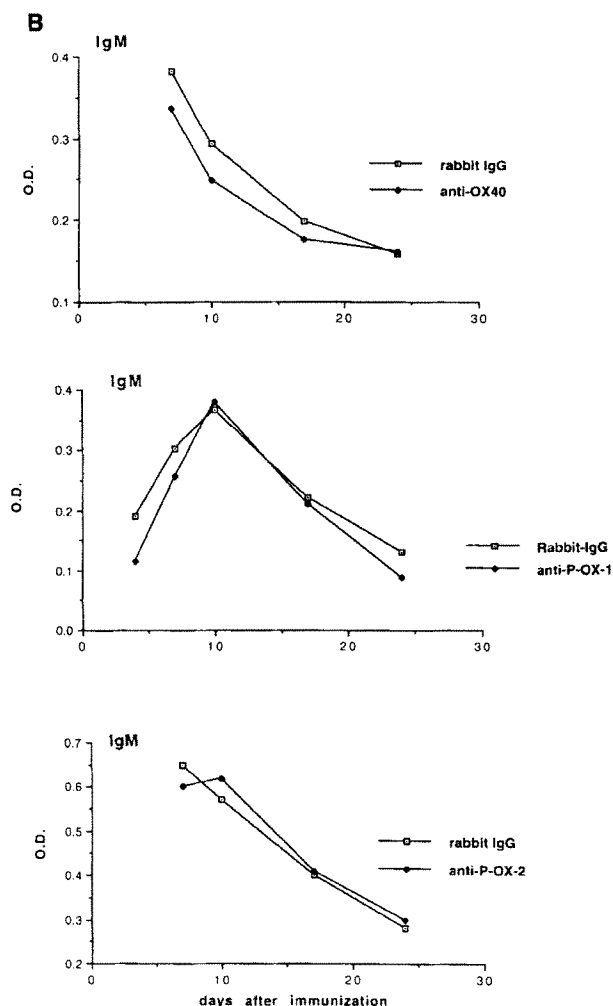 B
IgM
0.4
0.3
0.2
0.1
O.D.
0
10
20
30
rabbit IgG
anti-OX40
IgM
0.4
0.3
0.2
0.1
0.0
O.D.
0
10
20
30
Rabbit-IgG
anti-P-OX-1
IgM
0.7
0.6
0.5
0.4
0.3
0.2
O.D.
0
10
20
30
rabbit IgG
anti-P-OX-2
days after immunization